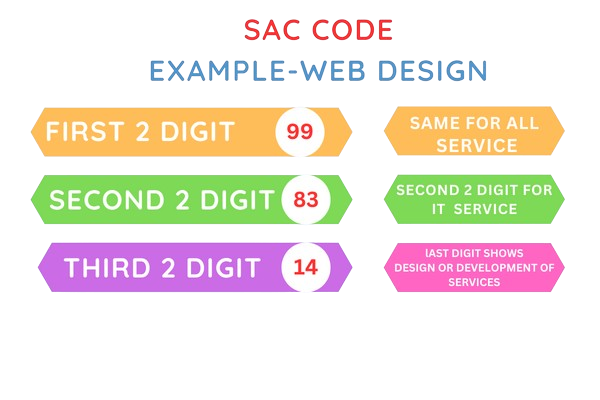 SAC CODE
EXAMPLE-WEB DESIGN
FIRST 2 DIGIT 99
SAME FOR ALL
SERVICE
SECOND 2 DIGIT 83
SECOND 2 DIGIT FOR
IT SERVICE
THIRD 2 DIGIT 14
lAST DIGIT SHOWS
DESIGN OR DEVELOPMENT OF
SERVICES